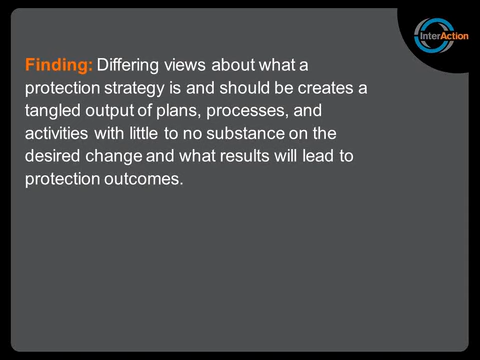 InterAction
Finding: Differing views about what a
protection strategy is and should be creates a
tangled output of plans, processes, and
activities with little to no substance on the
desired change and what results will lead to
protection outcomes.